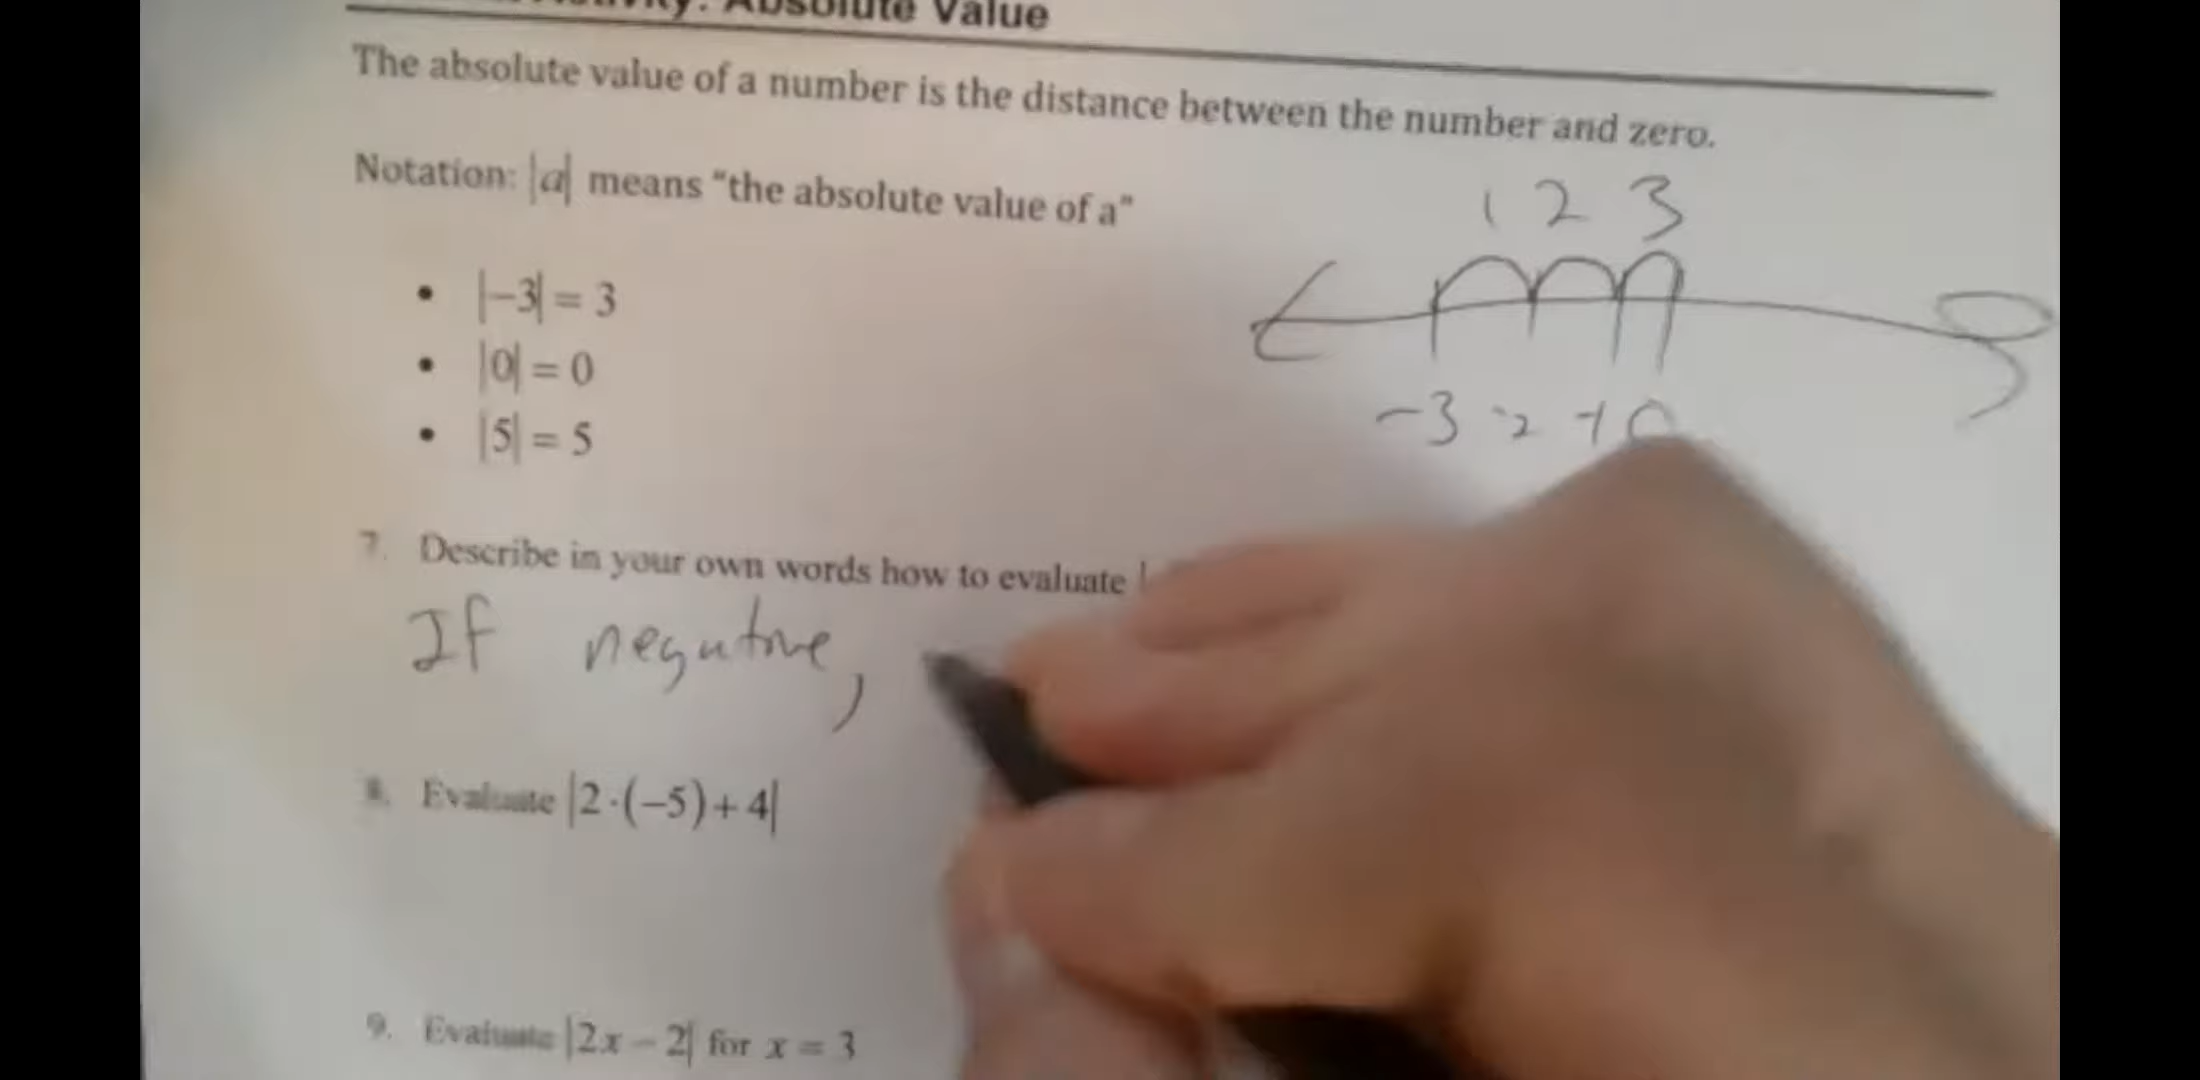 Absolute Value
The absolute value of a number is the distance between the number and zero.
Notation: |a| means "the absolute value of a"
1 2 3
• |−3| = 3
• |0| = 0
• |5| = 5
-3 -2 -1 0
7. Describe in your own words how to evaluate |
If negative,
8. Evaluate |2·(−5)+4|
9. Evaluate |2x−2| for x = 3